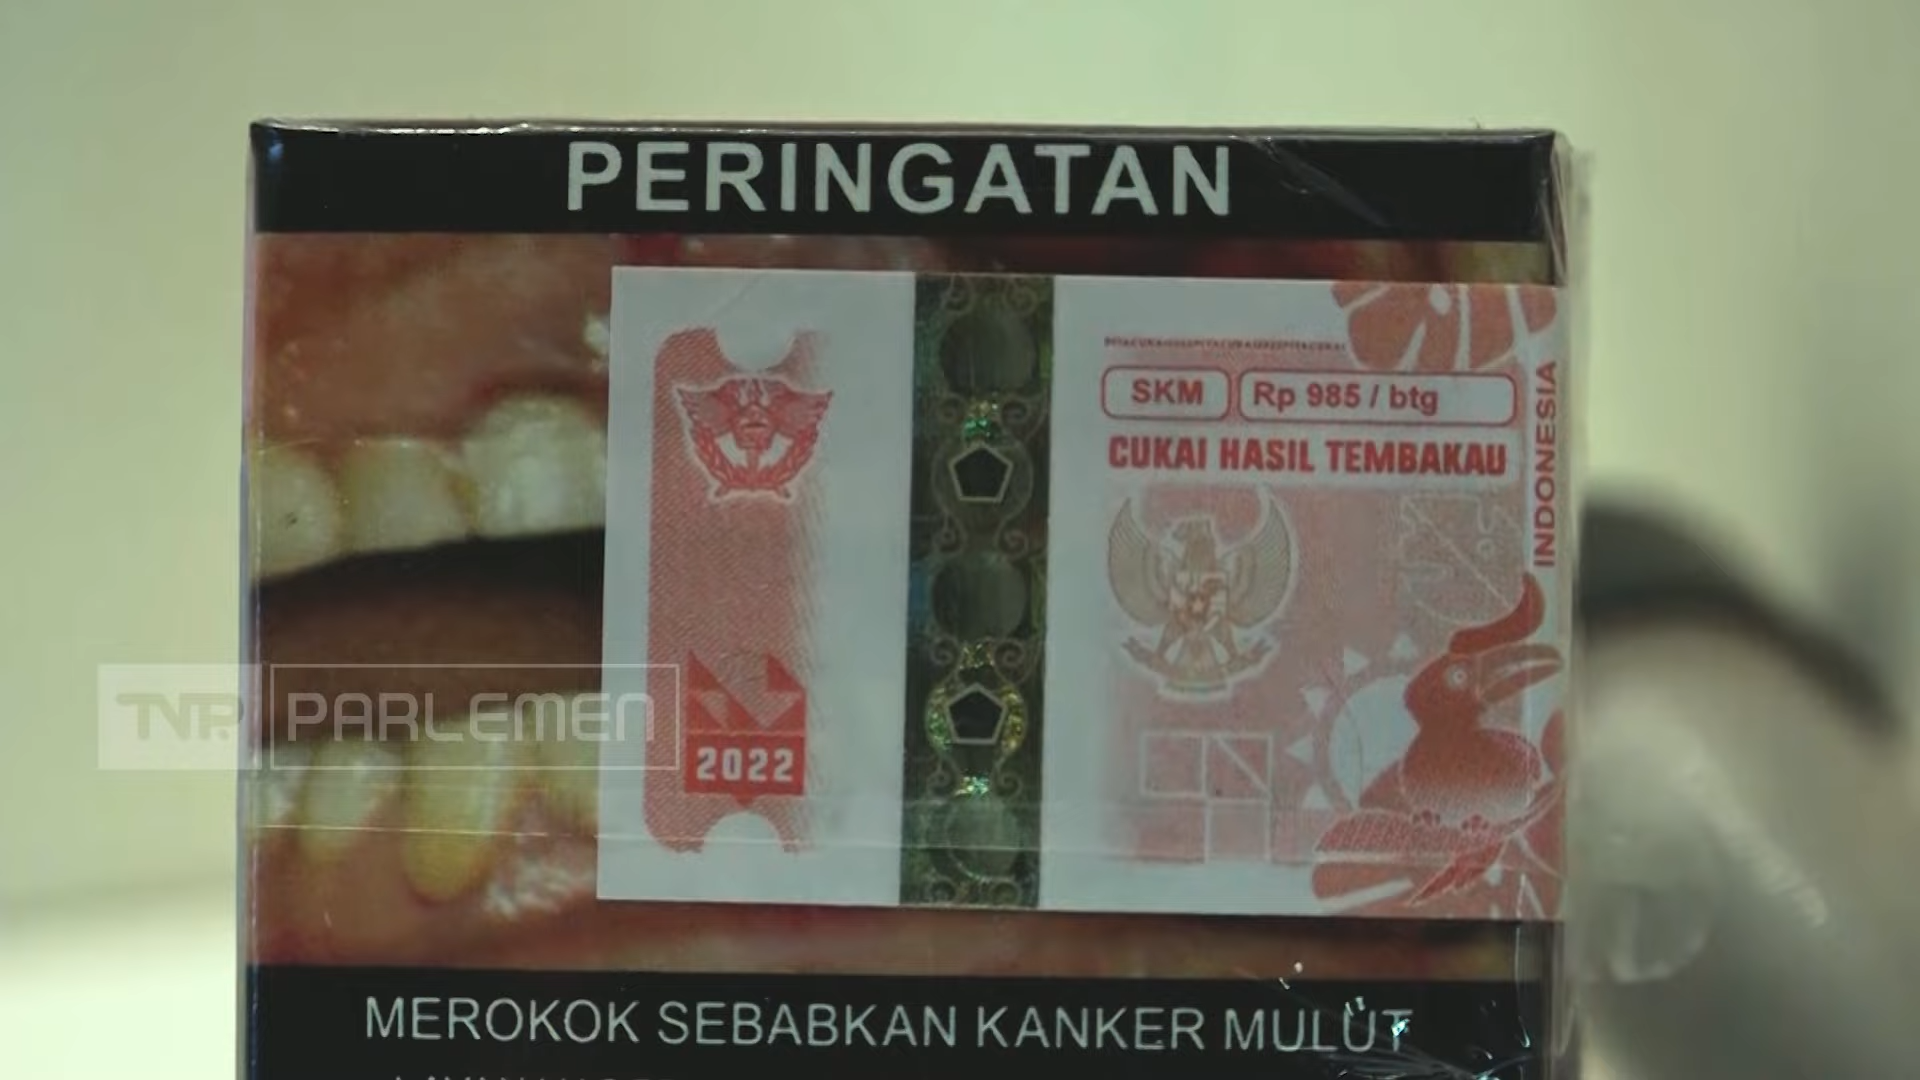 PERINGATAN
SKM
Rp 985 / btg
CUKAI HASIL TEMBAKAU
INDONESIA
2022
TVR PARLEMEN
MEROKOK SEBABKAN KANKER MULUT